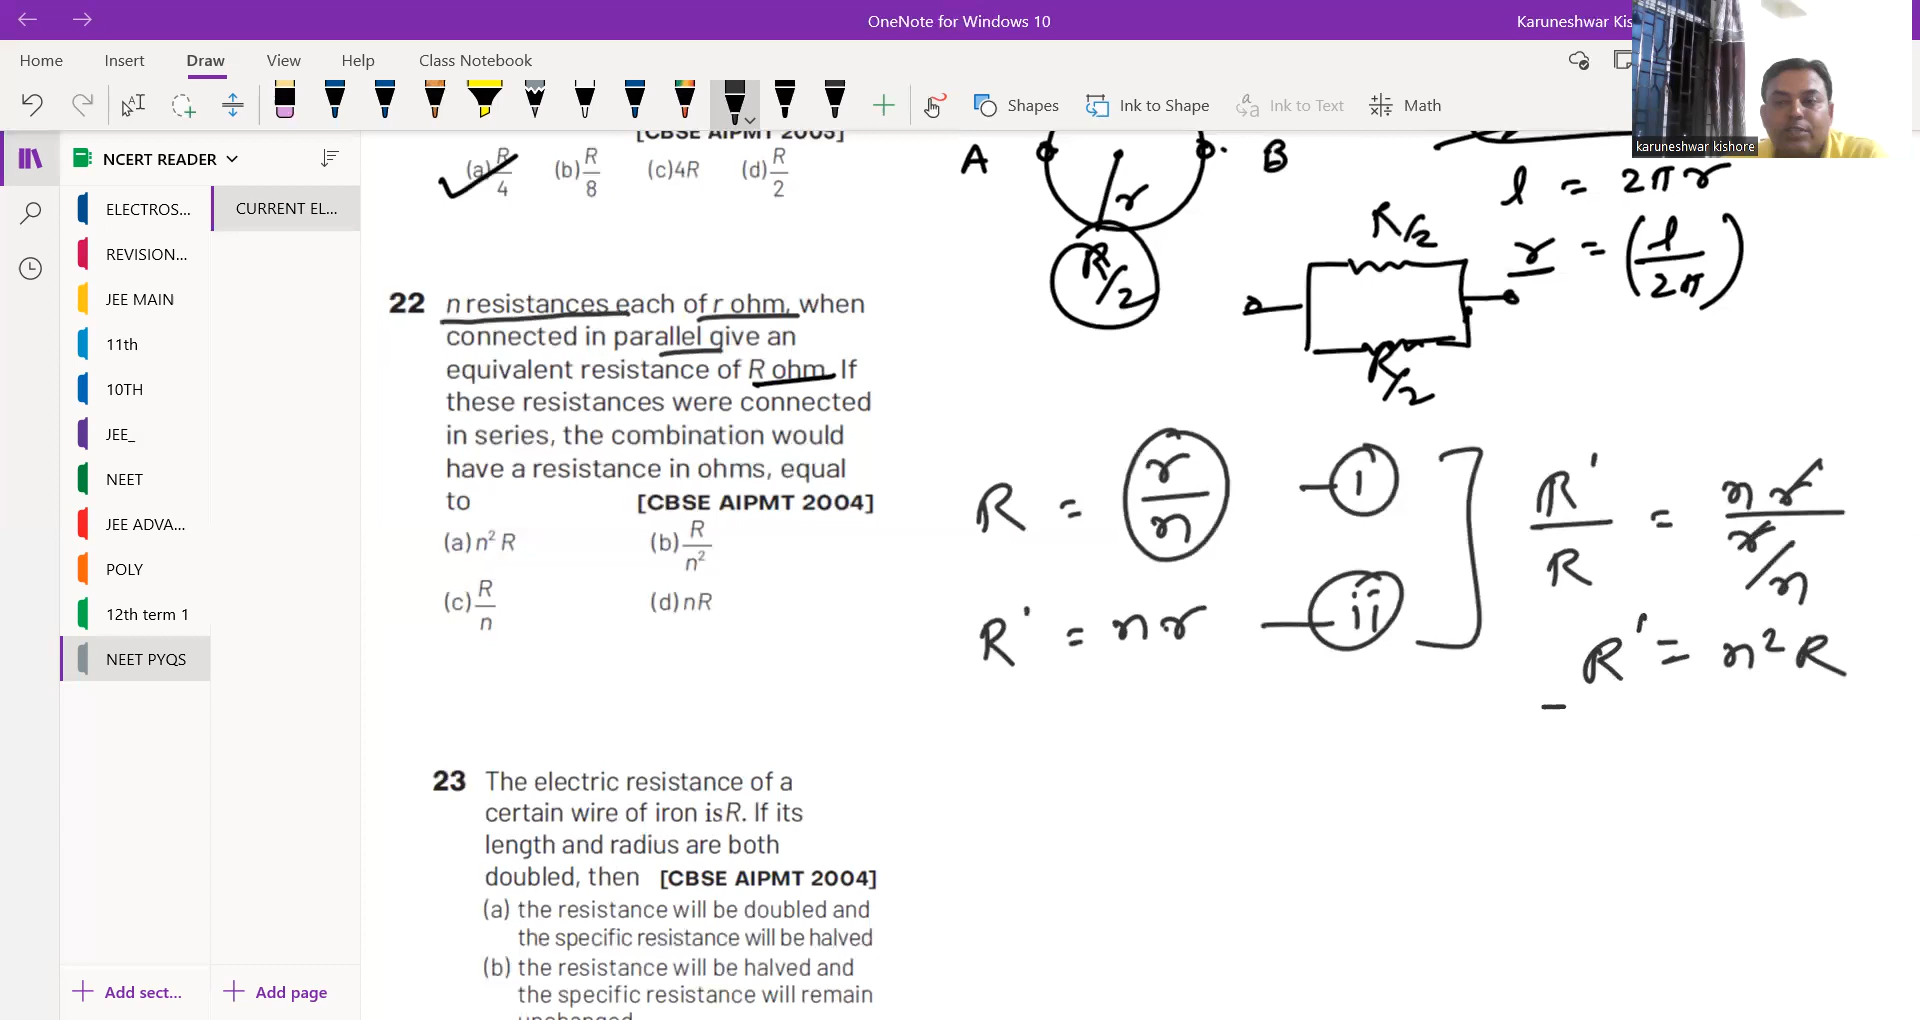 OneNote for Windows 10
Karuneshwar Kis
Home Insert Draw View Help Class Notebook
Shapes Ink to Shape Ink to Text Math
karuneshwar kishore
NCERT READER
ELECTROS...
REVISION...
JEE MAIN
11th
10TH
JEE_
NEET
JEE ADVA...
POLY
12th term 1
NEET PYQS
Add sect...
CURRENT EL...
Add page
[CBSE AIPMT 2005]
(a) R/4 (b) R/8 (c) 4R (d) R/2
22 n resistances each of r ohm, when
connected in parallel give an
equivalent resistance of R ohm. If
these resistances were connected
in series, the combination would
have a resistance in ohms, equal
to [CBSE AIPMT 2004]
(a) n² R (b) R/n²
(c) R/n (d) nR
23 The electric resistance of a
certain wire of iron is R. If its
length and radius are both
doubled, then [CBSE AIPMT 2004]
(a) the resistance will be doubled and
the specific resistance will be halved
(b) the resistance will be halved and
the specific resistance will remain
unchanged
A B
r
R/2
R/2
R/2
l = 2πr
r = (l/2π)
R = r/n — i
R' = nr — ii
R'/R = nr/r/n
R' = n² R